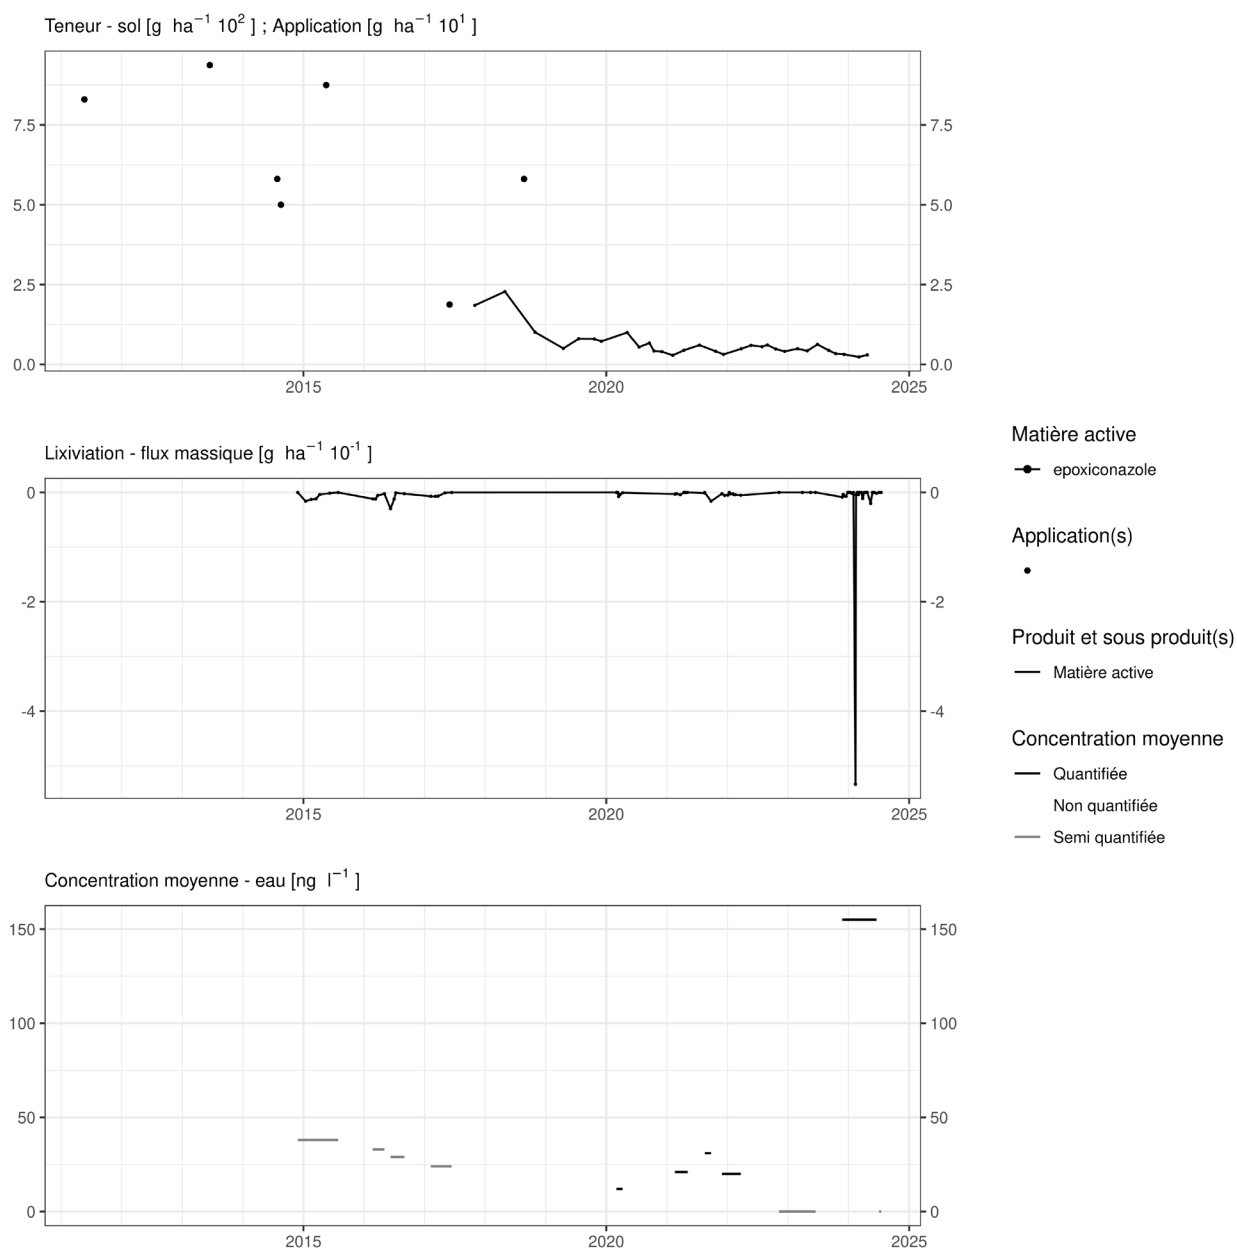 Teneur - sol [g ha⁻¹ 10² ] ; Application [g ha⁻¹ 10¹ ]
7.5
7.5
5.0
5.0
2.5
2.5
0.0
0.0
2015
2020
2025
Lixiviation - flux massique [g ha⁻¹ 10⁻¹ ]
0
0
-2
-2
-4
-4
2015
2020
2025
Matière active
epoxiconazole
Application(s)
Produit et sous produit(s)
Matière active
Concentration moyenne
Quantifiée
Non quantifiée
Semi quantifiée
Concentration moyenne - eau [ng l⁻¹ ]
150
150
100
100
50
50
0
0
2015
2020
2025